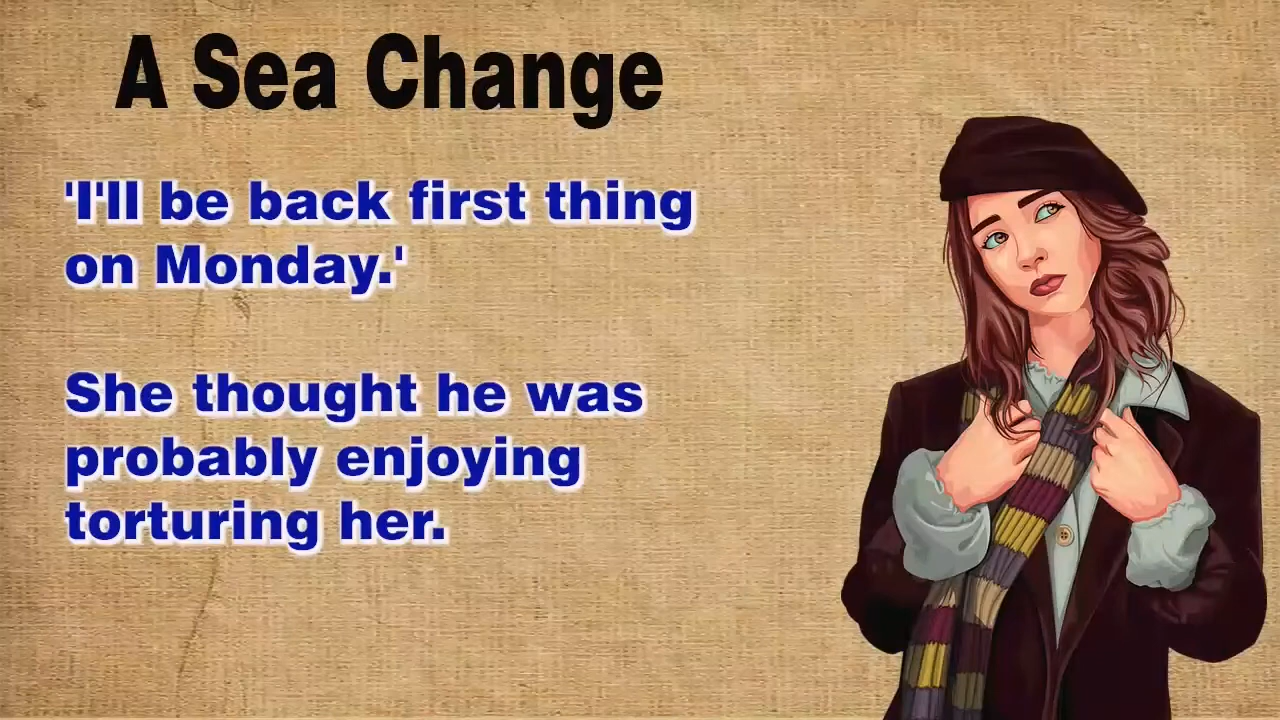 A Sea Change
'I'll be back first thing
on Monday.'
She thought he was
probably enjoying
torturing her.